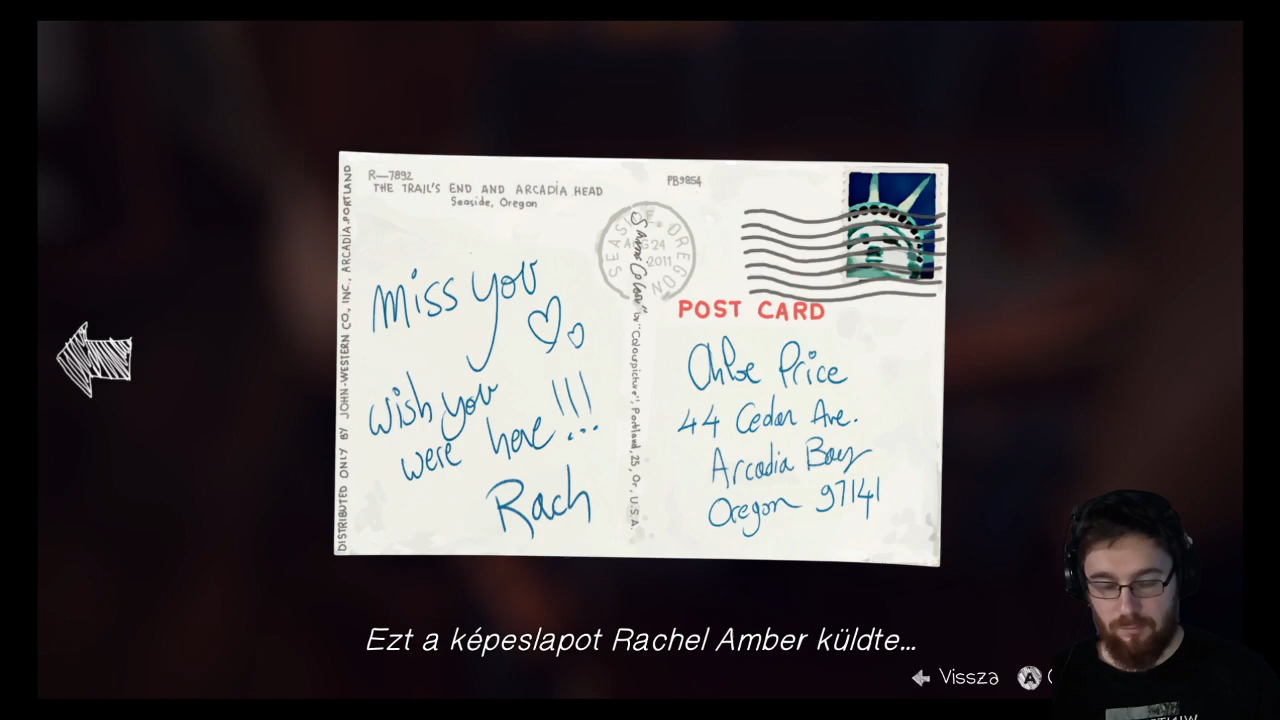 R—7892
THE TRAIL'S END AND ARCADIA HEAD
Seaside, Oregon
PB9854
DISTRIBUTED ONLY BY JOHN-WESTERN CO., INC., ARCADIA-PORTLAND
SEASIDE, OREGON
AUG 24
2011
by "Colourpicture", Portland, 25, Or., U.S.A.
POST CARD
Miss you
wish you
were here!!!
Rach
Chloe Price
44 Cedar Ave.
Arcadia Bay
Oregon 97141
Ezt a képeslapot Rachel Amber küldte...
Vissza
A